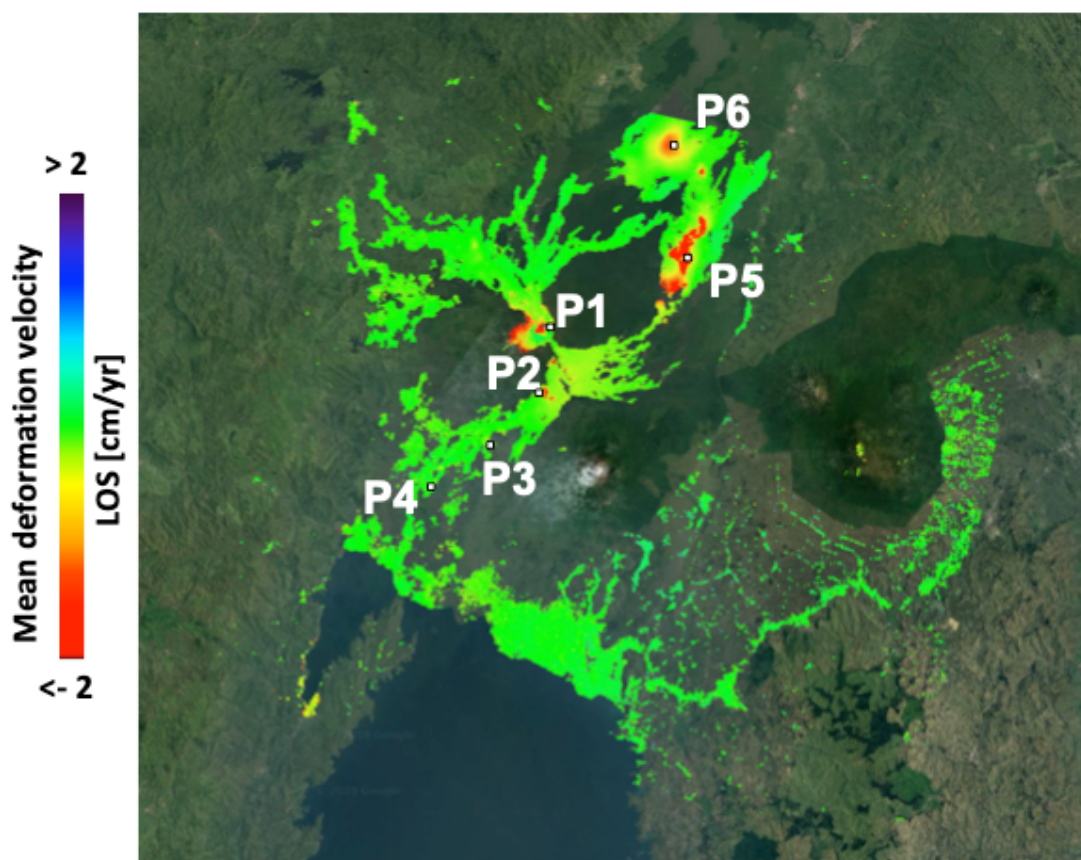 > 2
Mean deformation velocity
LOS [cm/yr]
<- 2
P6
P5
P1
P2
P3
P4